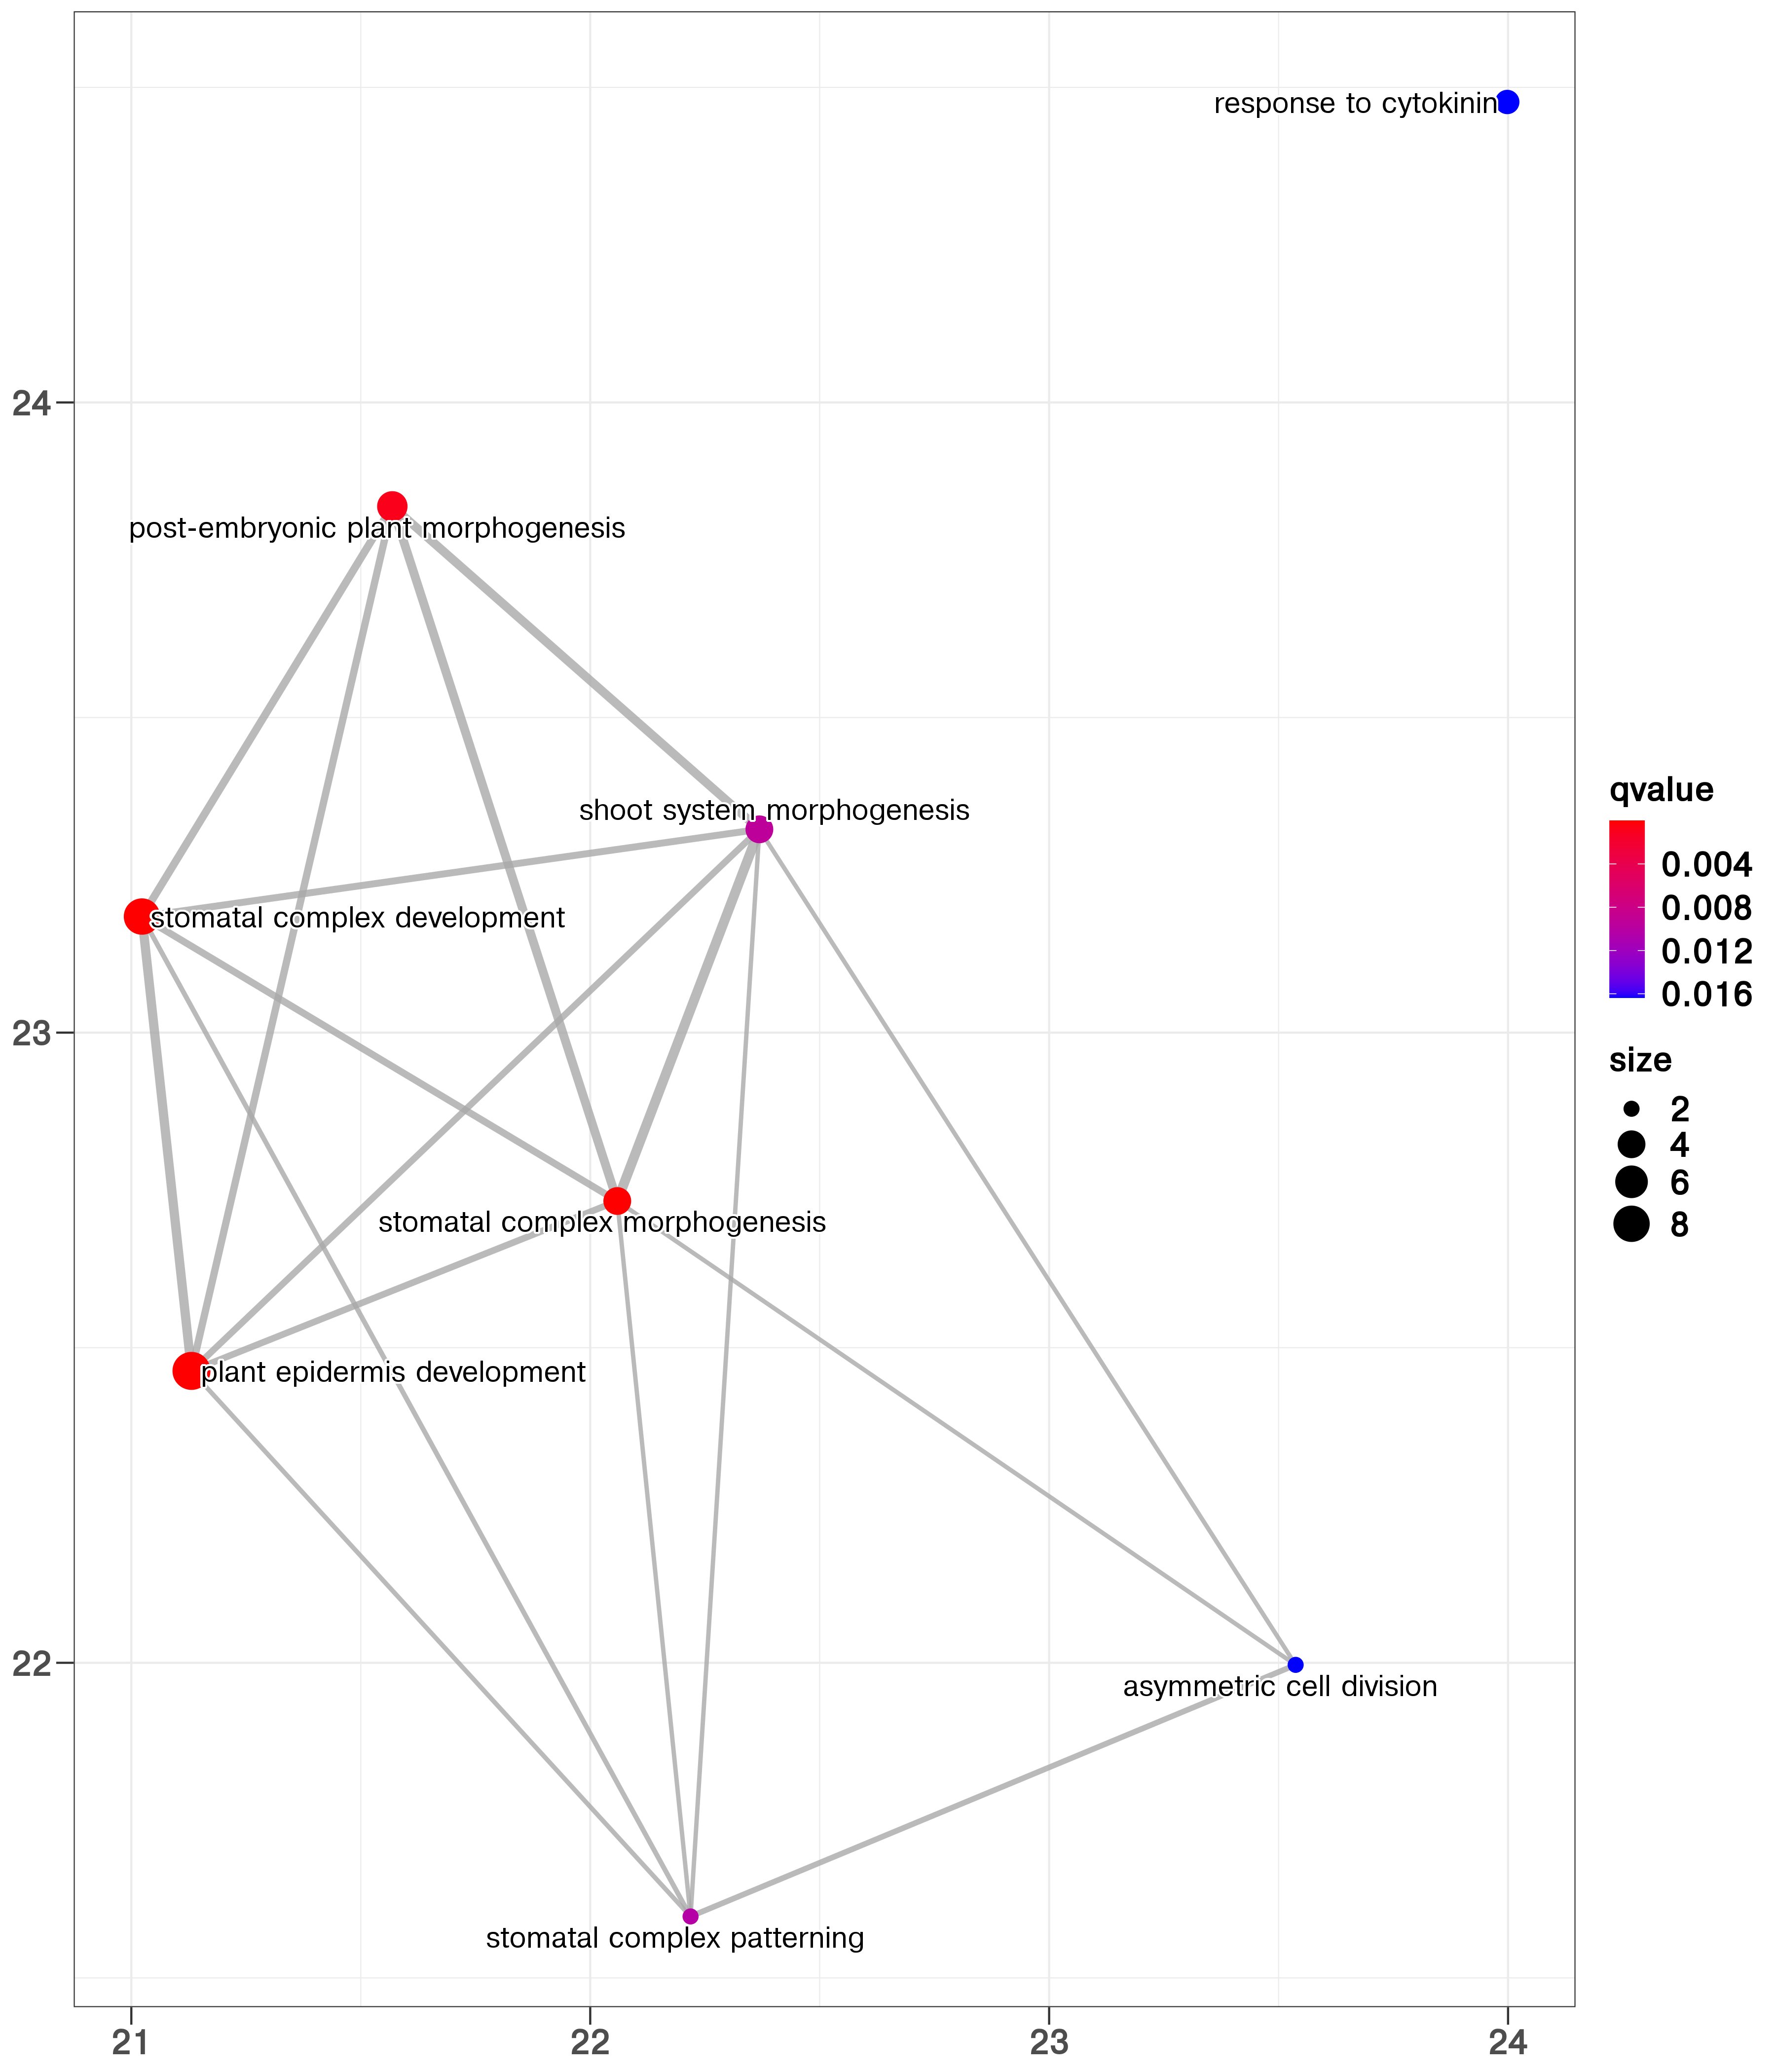 response to cytokinin
24
post-embryonic plant morphogenesis
qvalue
shoot system morphogenesis
0.004
0.008
stomatal complex development
0.012
0.016
23
size
2
4
6
stomatal complex morphogenesis
8
plant epidermis development
22
asymmetric cell division
stomatal complex patterning
21 22 23 24